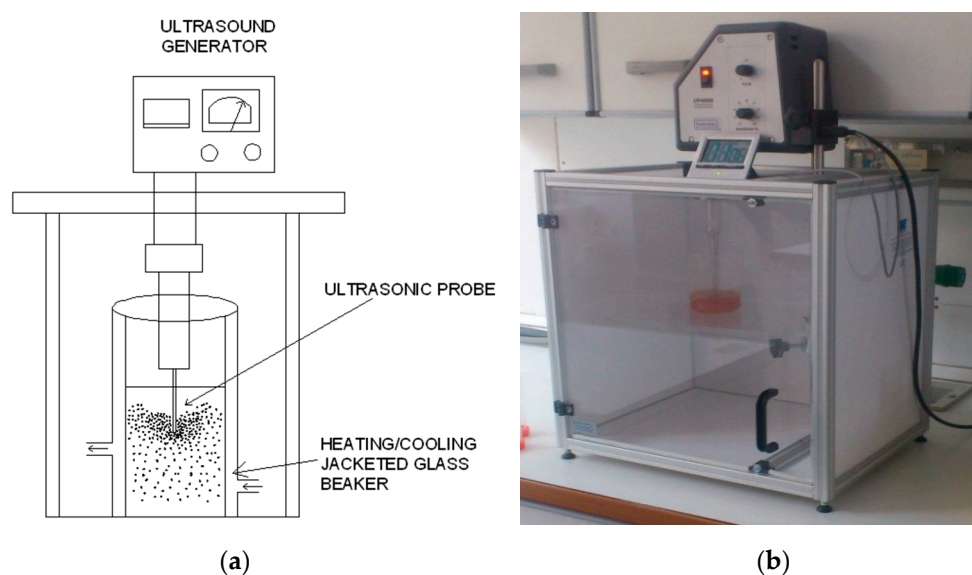 ULTRASOUND
GENERATOR
ULTRASONIC PROBE
HEATING/COOLING
JACKETED GLASS
BEAKER
(a)
(b)